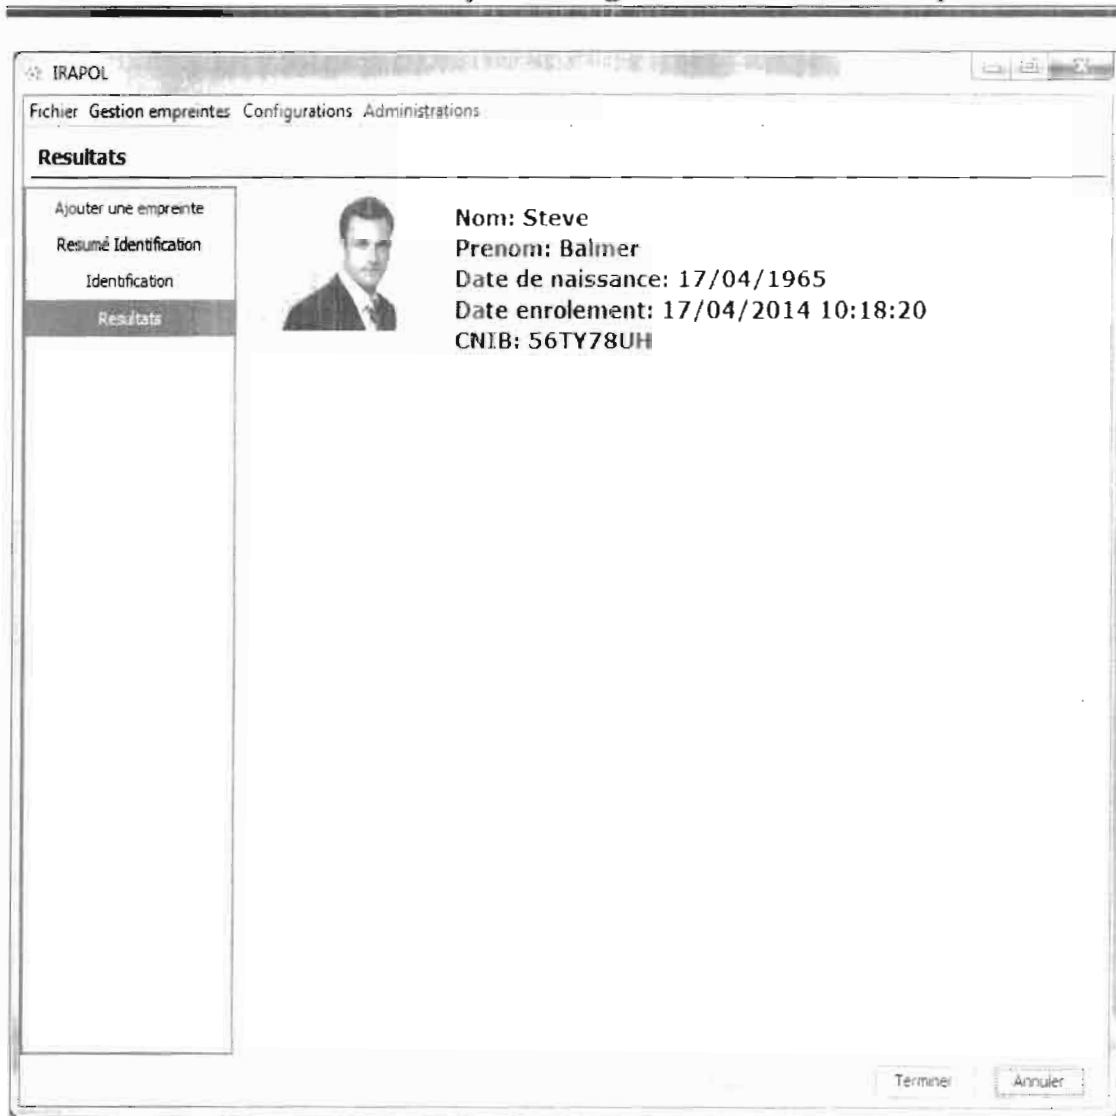 IRAPOL
Fichier Gestion empreintes Configurations Administrations
Resultats
Ajouter une empreinte
Resumé Identification
Identification
Resultats
Nom: Steve
Prenom: Balmer
Date de naissance: 17/04/1965
Date enrolement: 17/04/2014 10:18:20
CNIB: 56TY78UH
Terminer Annuler